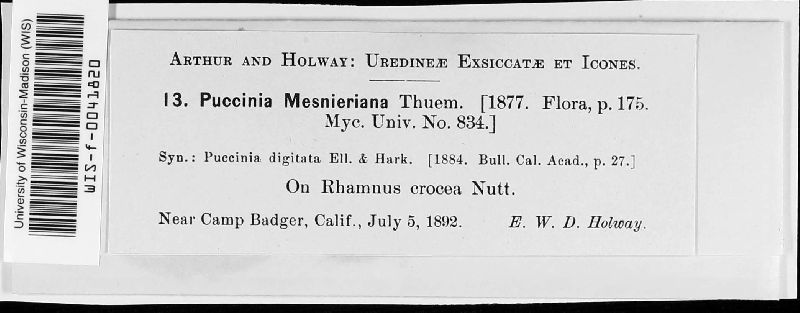 University of Wisconsin-Madison (WIS)
WIS-f-0041820
ARTHUR AND HOLWAY: UREDINEÆ EXSICCATÆ ET ICONES.
13. Puccinia Mesnieriana Thuem. [1877. Flora, p. 175.
Myc. Univ. No. 834.]
Syn.: Puccinia digitata Ell. & Hark. [1884. Bull. Cal. Acad., p. 27.]
On Rhamnus crocea Nutt.
Near Camp Badger, Calif., July 5, 1892. E. W. D. Holway.